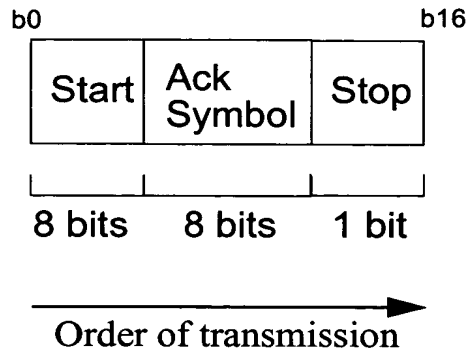 b0 b16
Start Ack Symbol Stop
8 bits 8 bits 1 bit
Order of transmission